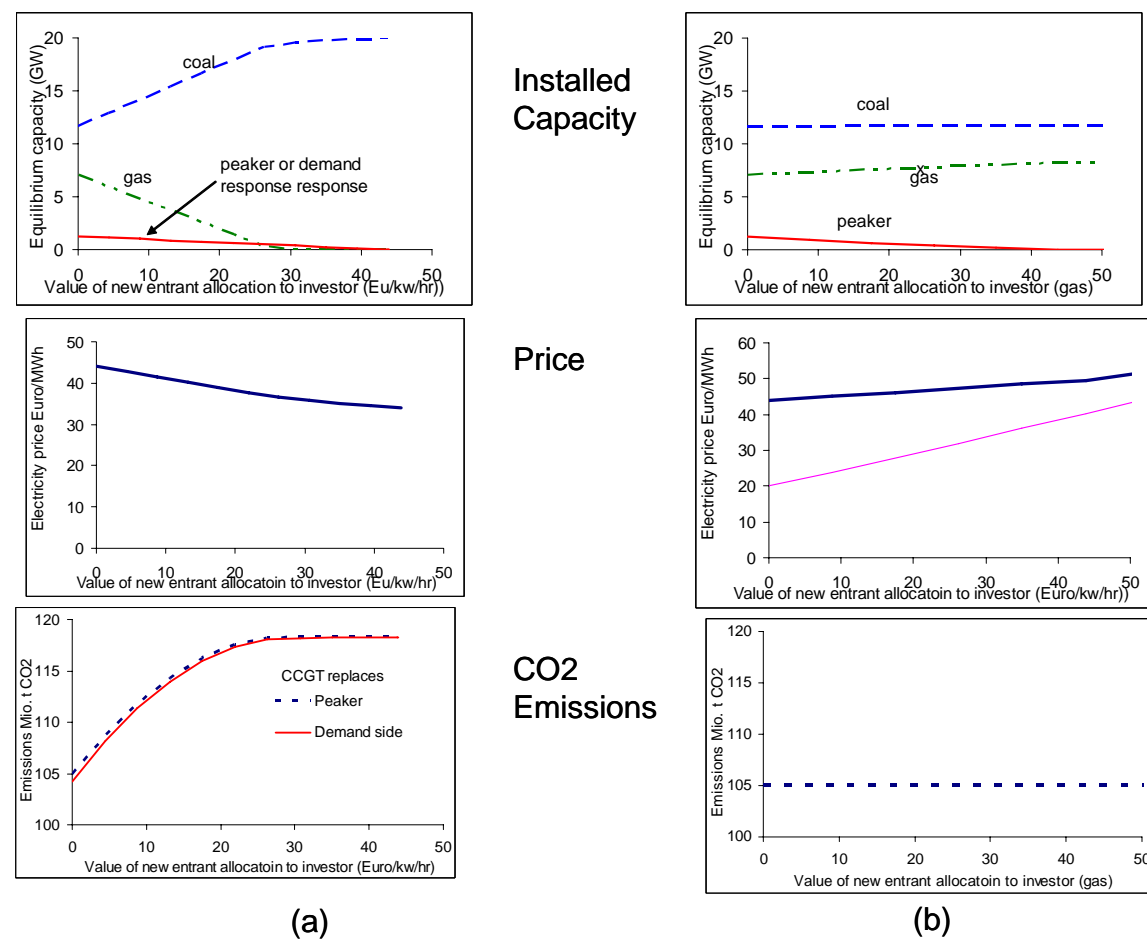 Equilibrium capacity (GW)
20
15
10
5
0
coal
gas
peaker or demand
response response
0 10 20 30 40 50
Value of new entrant allocation to investor (Eu/kw/hr))
Installed
Capacity
Equilibrium capacity (GW)
20
15
10
5
0
coal
x
gas
peaker
0 10 20 30 40 50
Value of new entrant allocation to investor (gas)
Electricity price Euro/MWh
50
40
30
20
10
0
0 10 20 30 40 50
Value of new entrant allocatoin to investor (Eu/kw/hr)
Price
Electricity price Euro/MWh
60
50
40
30
20
10
0
0 10 20 30 40 50
Value of new entrant allocatoin to investor (Euro/kw/hr))
Emissions Mio. t CO2
120
115
110
105
100
CCGT replaces
Peaker
Demand side
0 10 20 30 40 50
Value of new entrant allocatoin to investor (Euro/kw/hr)
CO2
Emissions
Emissions Mio. t CO2
120
115
110
105
100
0 10 20 30 40 50
Value of new entrant allocatoin to investor (gas)
(a)
(b)